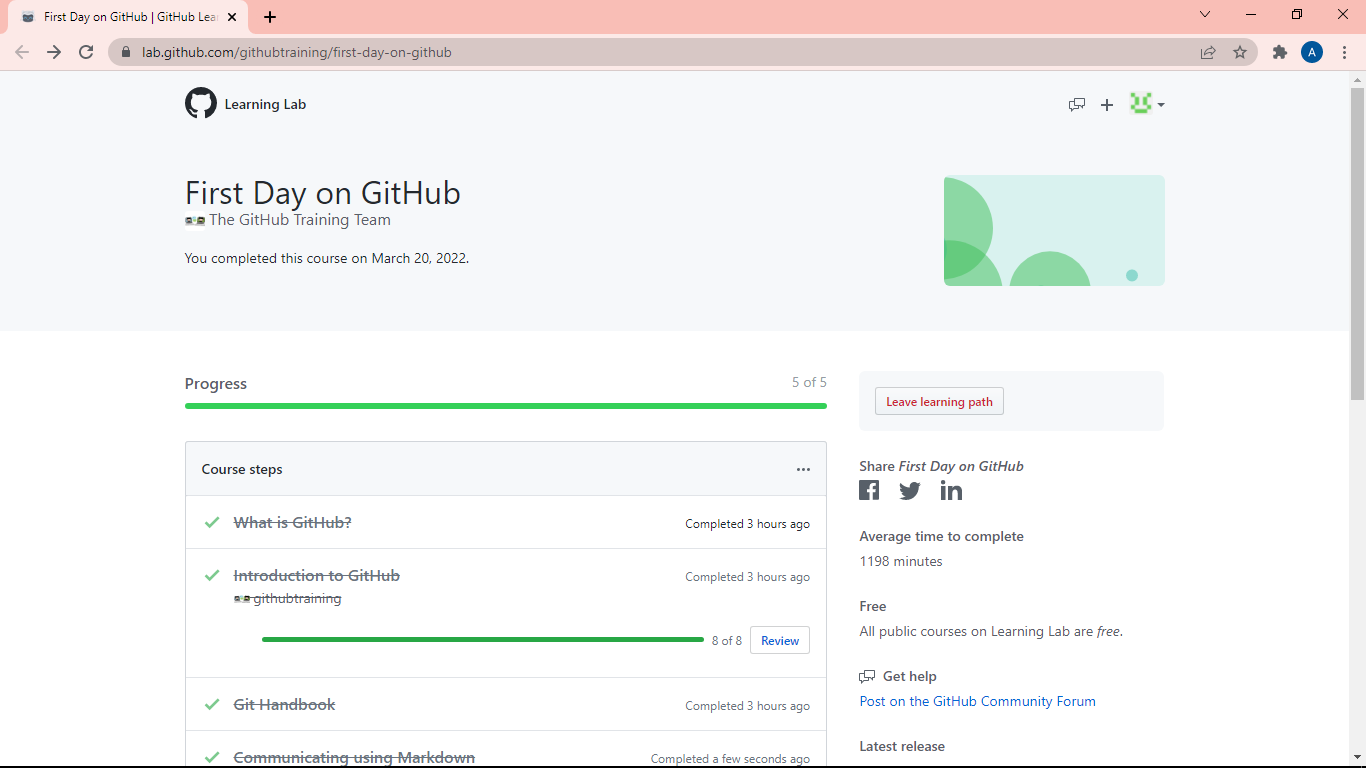 First Day on GitHub | GitHub Lea
lab.github.com/githubtraining/first-day-on-github
A
Learning Lab
First Day on GitHub
The GitHub Training Team
You completed this course on March 20, 2022.
Progress
5 of 5
Leave learning path
Course steps
What is GitHub?
Completed 3 hours ago
Introduction to GitHub
Completed 3 hours ago
githubtraining
8 of 8
Review
Git Handbook
Completed 3 hours ago
Communicating using Markdown
Completed a few seconds ago
Share First Day on GitHub
Average time to complete
1198 minutes
Free
All public courses on Learning Lab are free.
Get help
Post on the GitHub Community Forum
Latest release